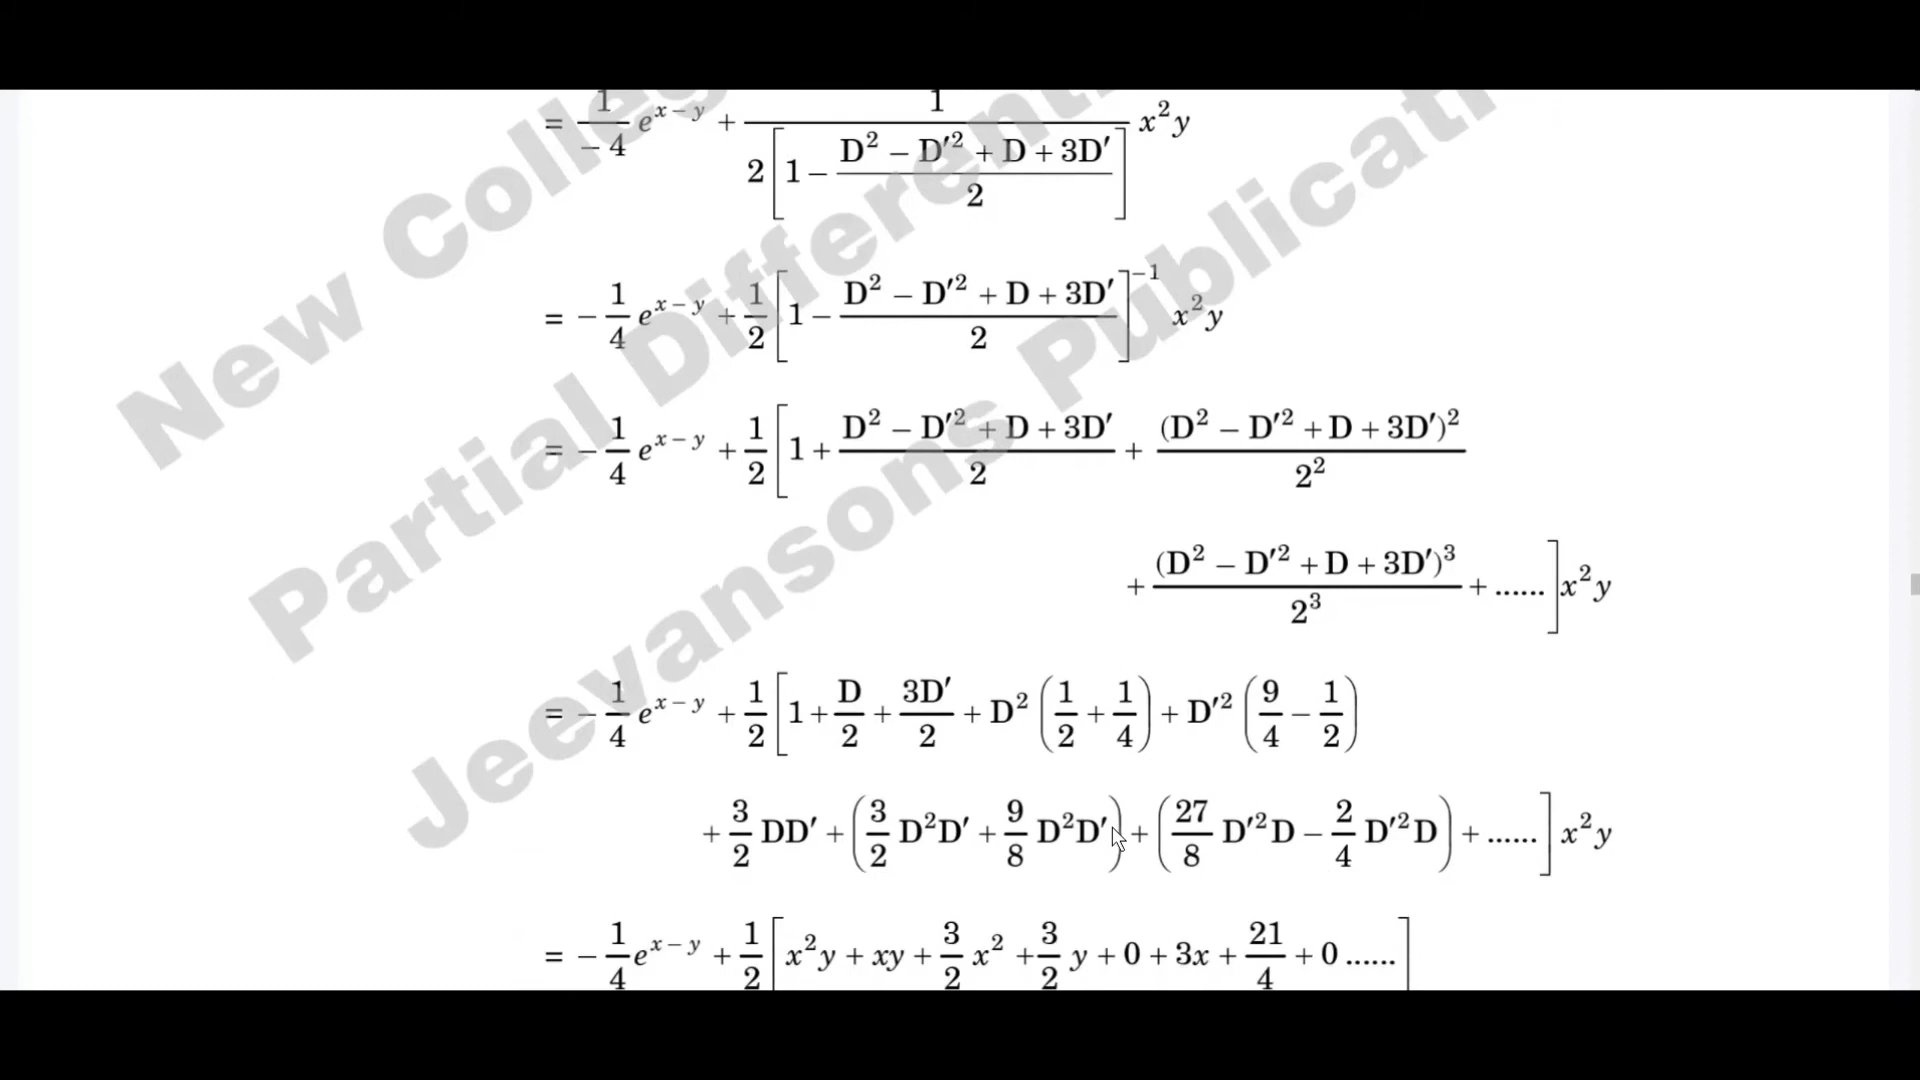 = 1/−4 e^{x−y} + 1/(2[1 − (D² − D′² + D + 3D′)/2]) x²y
= −1/4 e^{x−y} + 1/2 [1 − (D² − D′² + D + 3D′)/2]^{−1} x²y
= −1/4 e^{x−y} + 1/2 [1 + (D² − D′² + D + 3D′)/2 + (D² − D′² + D + 3D′)²/2²
+ (D² − D′² + D + 3D′)³/2³ + ......] x²y
= −1/4 e^{x−y} + 1/2 [1 + D/2 + 3D′/2 + D² (1/2 + 1/4) + D′² (9/4 − 1/2)
+ 3/2 DD′ + (3/2 D²D′ + 9/8 D²D′) + (27/8 D′²D − 2/4 D′²D) + ......] x²y
= −1/4 e^{x−y} + 1/2 [x²y + xy + 3/2 x² + 3/2 y + 0 + 3x + 21/4 + 0 ......]
New Colleg
Partial Differenti
Jeevansons Publicati